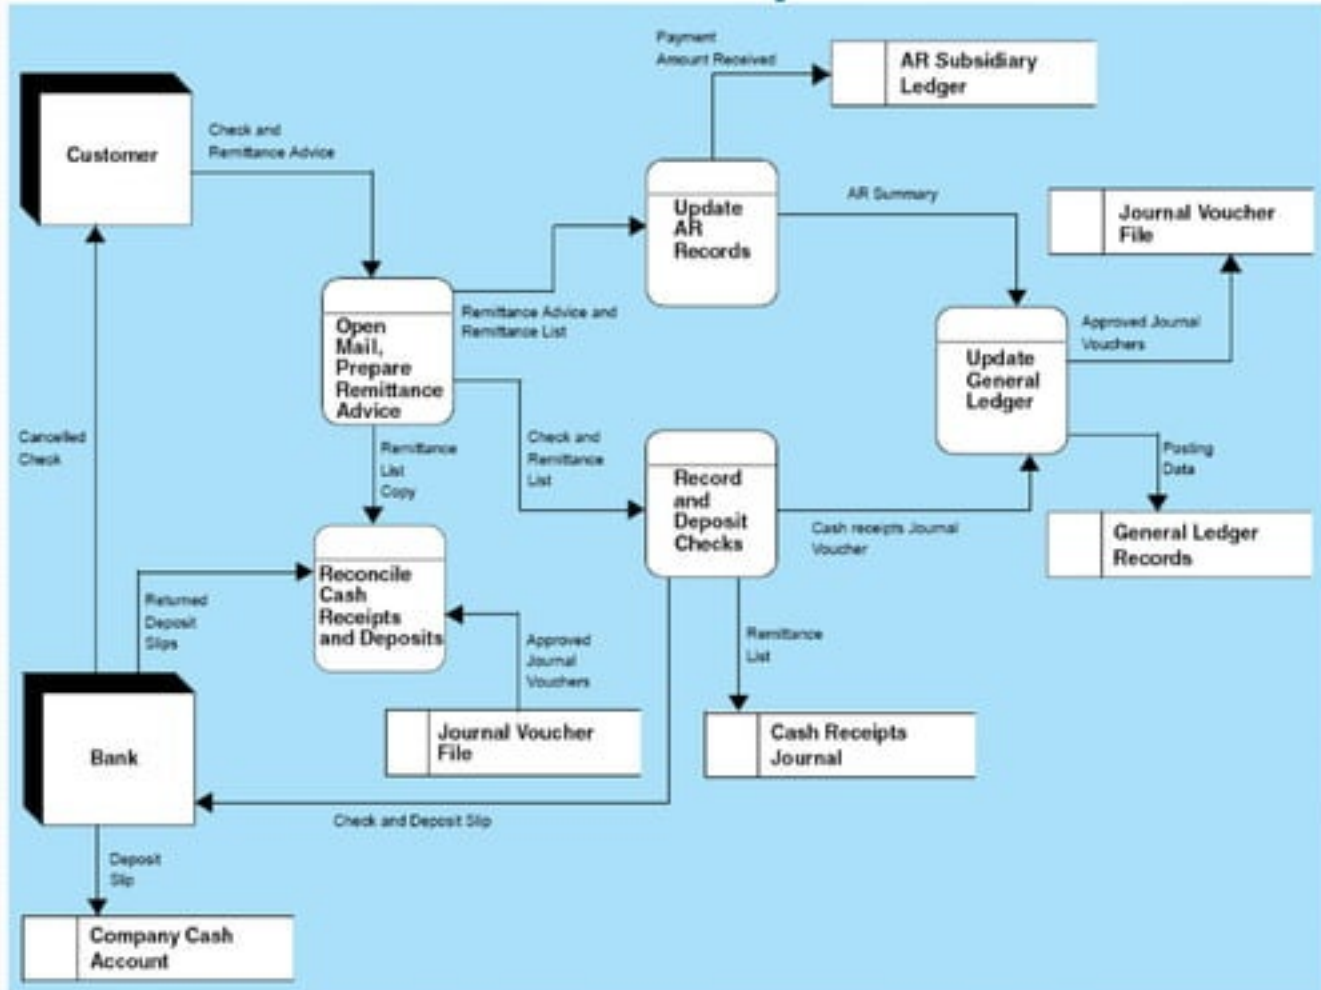 Payment
Amount Received
AR Subsidiary
Ledger
Customer
Check and
Remittance Advice
Update
AR
Records
AR Summary
Journal Voucher
File
Open
Mail,
Prepare
Remittance
Advice
Remittance Advice and
Remittance List
Approved Journal
Vouchers
Update
General
Ledger
Cancelled
Check
Remittance
List
Copy
Check and
Remittance
List
Record
and
Deposit
Checks
Posting
Data
Cash receipts Journal
Voucher
General Ledger
Records
Reconcile
Cash
Receipts
and Deposits
Returned
Deposit
Slips
Approved
Journal
Vouchers
Remittance
List
Bank
Journal Voucher
File
Cash Receipts
Journal
Check and Deposit Slip
Deposit
Slip
Company Cash
Account